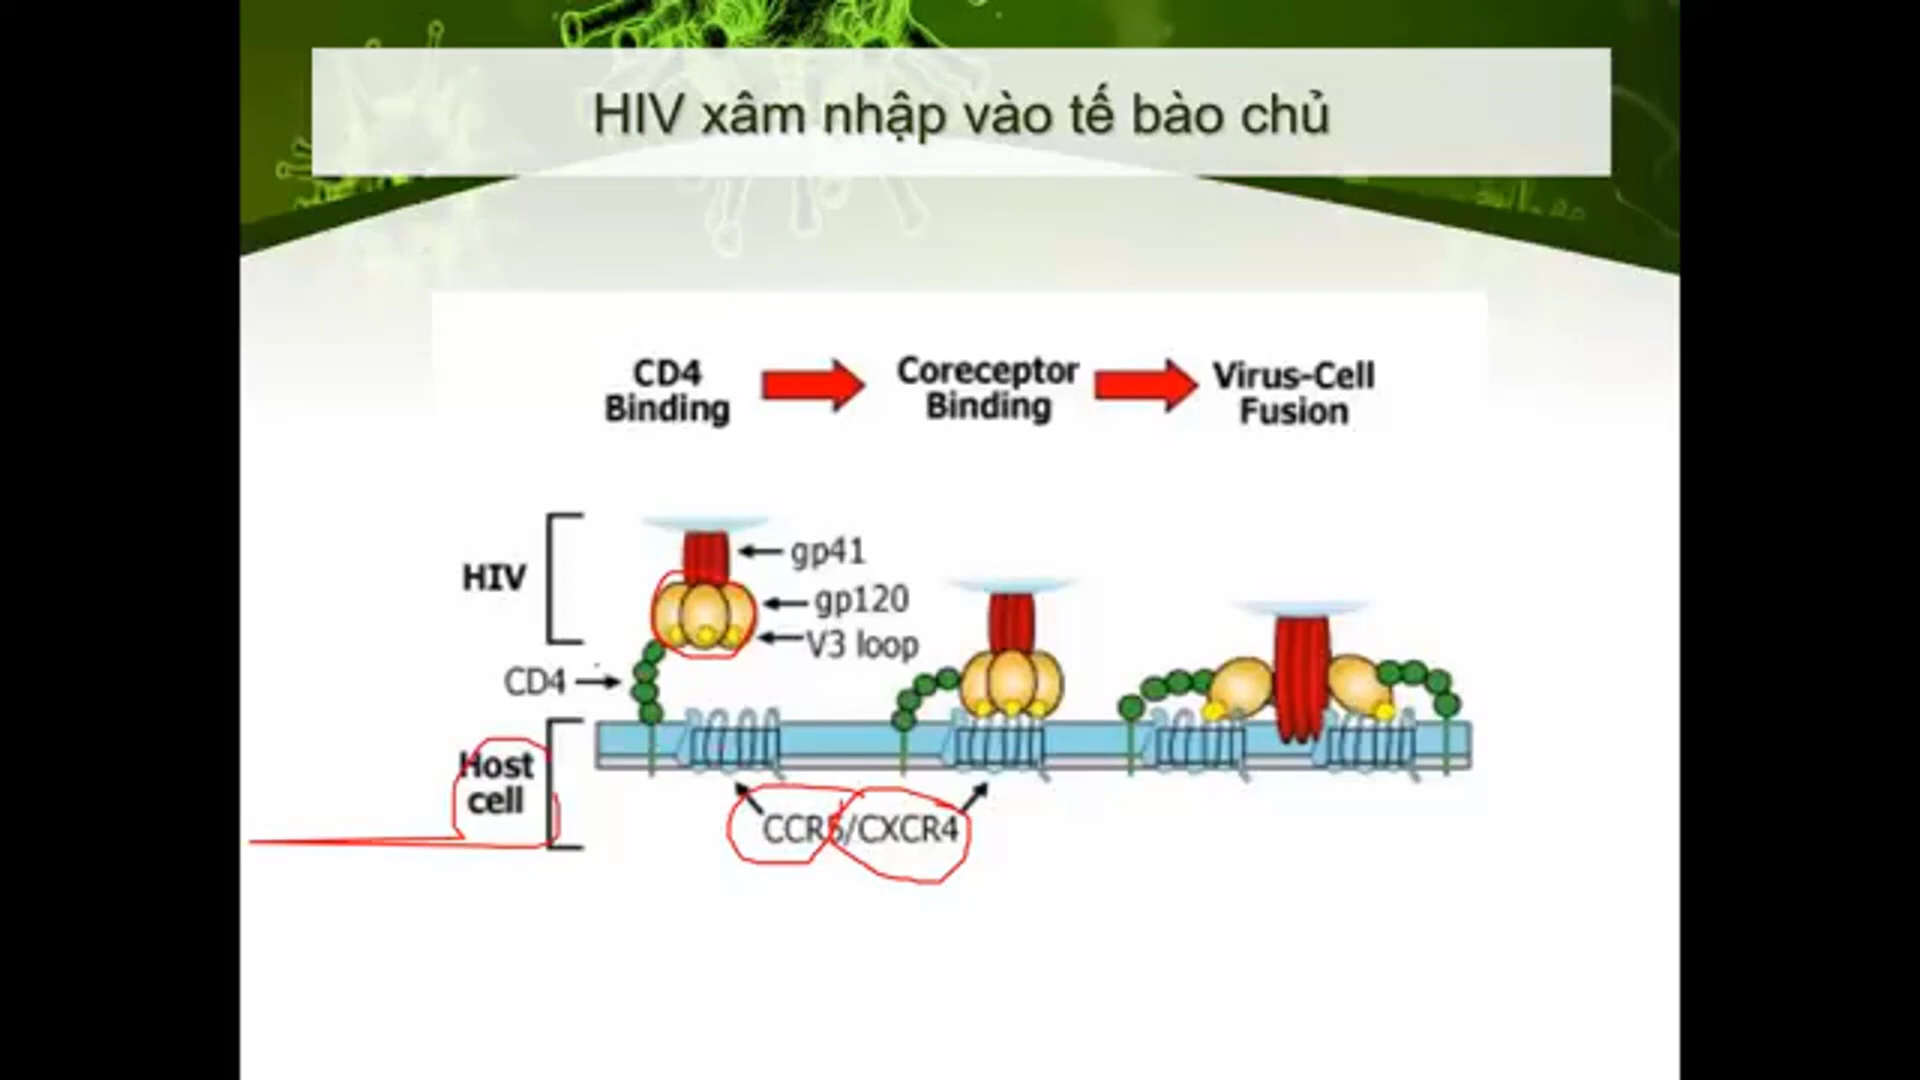 HIV xâm nhập vào tế bào chủ
CD4
Binding
Coreceptor
Binding
Virus-Cell
Fusion
HIV
gp41
gp120
V3 loop
CD4
Host
cell
CCR5/CXCR4